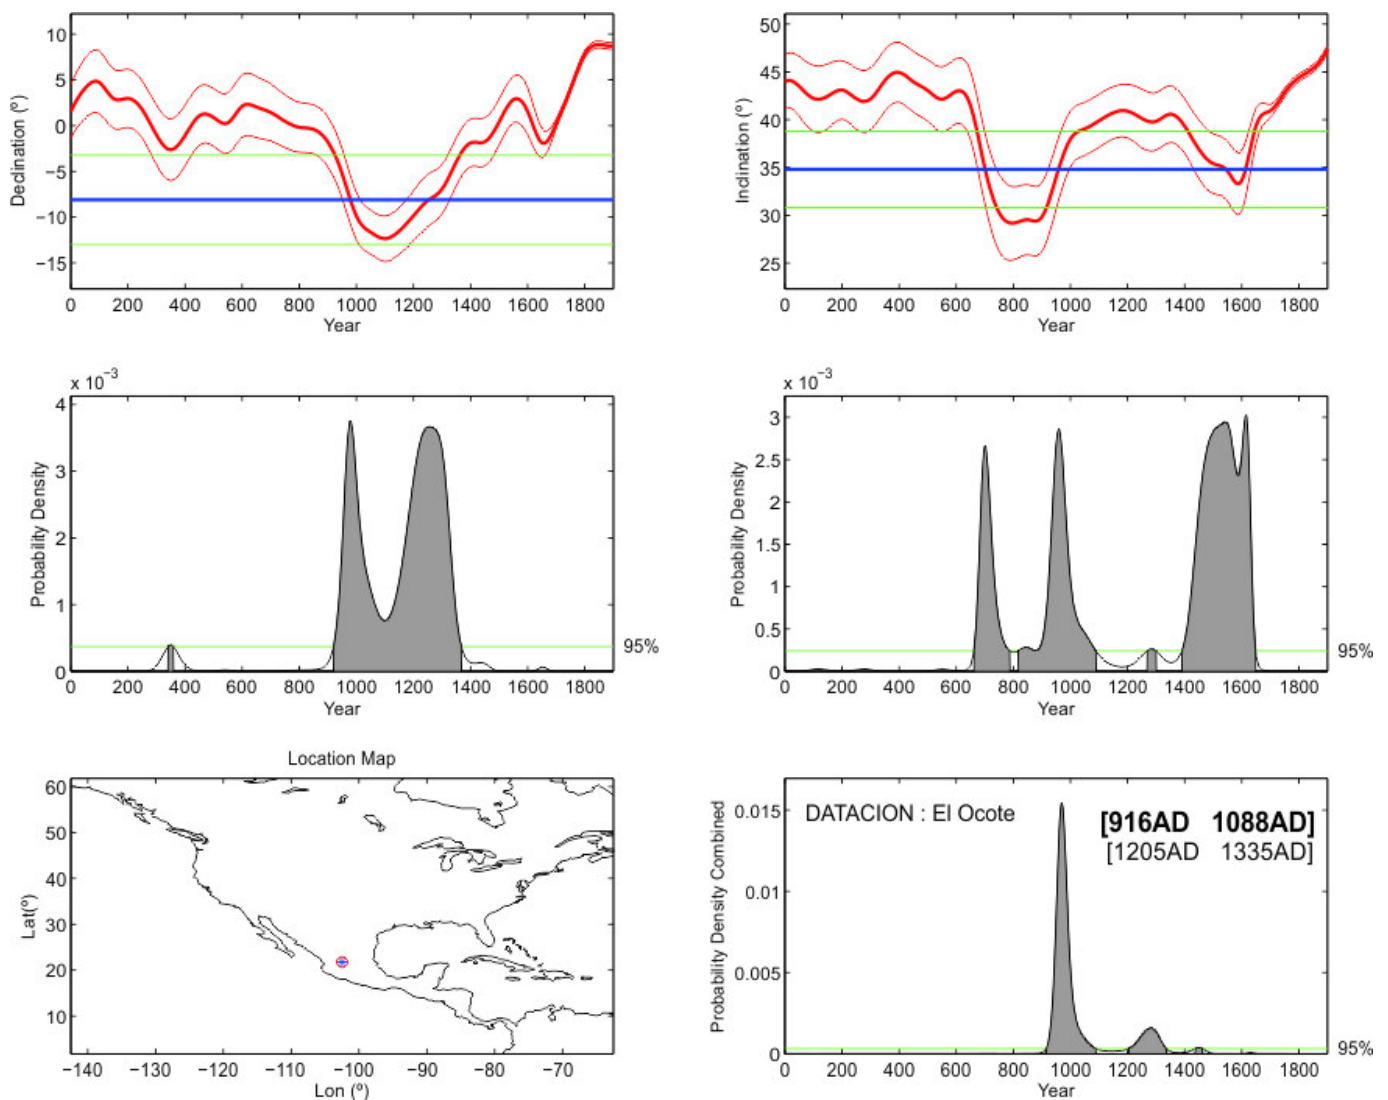 10
5
0
−5
−10
−15
Declination (º)
0 200 400 600 800 1000 1200 1400 1600 1800
Year
50
45
40
35
30
25
Inclination (º)
0 200 400 600 800 1000 1200 1400 1600 1800
Year
x 10⁻³
4
3
2
1
0
Probability Density
95%
0 200 400 600 800 1000 1200 1400 1600 1800
Year
x 10⁻³
3
2.5
2
1.5
1
0.5
0
Probability Density
95%
0 200 400 600 800 1000 1200 1400 1600 1800
Year
Location Map
60
50
40
30
20
10
Lat(º)
−140 −130 −120 −110 −100 −90 −80 −70
Lon (º)
DATACION : El Ocote
[916AD 1088AD]
[1205AD 1335AD]
0.015
0.01
0.005
0
Probability Density Combined
95%
0 200 400 600 800 1000 1200 1400 1600 1800
Year